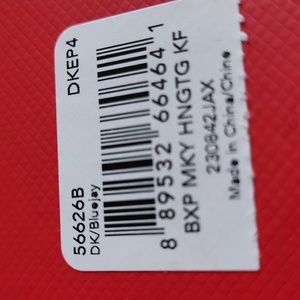 56626B DKEP4
DK/Bluejay
8 89532 66464 1
BXP MKY HNGTG KF
230842JAX
Made in China/Chine